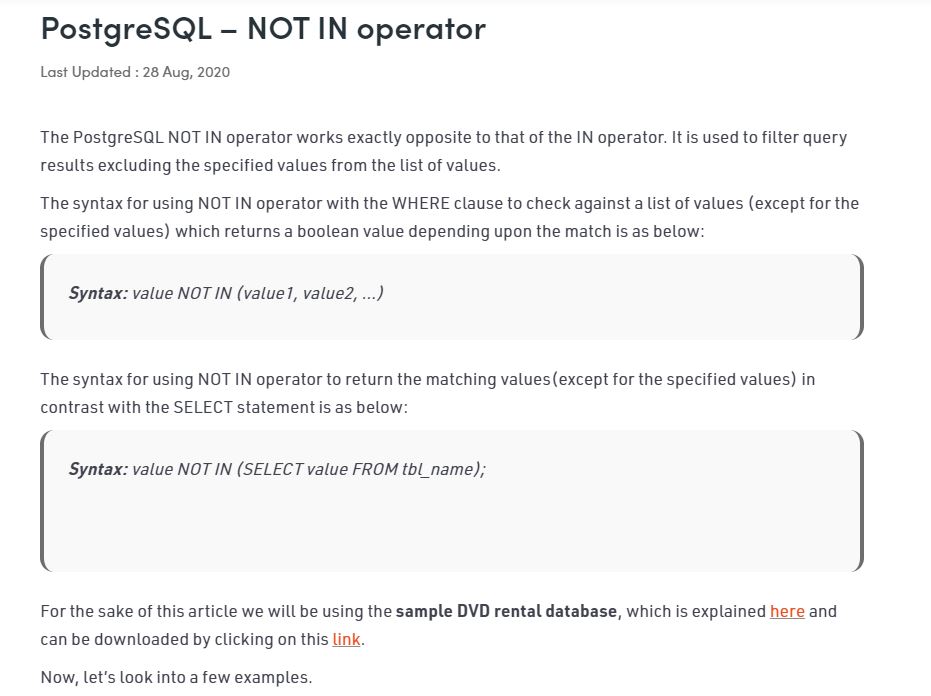 PostgreSQL – NOT IN operator
Last Updated : 28 Aug, 2020
The PostgreSQL NOT IN operator works exactly opposite to that of the IN operator. It is used to filter query
results excluding the specified values from the list of values.
The syntax for using NOT IN operator with the WHERE clause to check against a list of values (except for the
specified values) which returns a boolean value depending upon the match is as below:
Syntax: value NOT IN (value1, value2, …)
The syntax for using NOT IN operator to return the matching values(except for the specified values) in
contrast with the SELECT statement is as below:
Syntax: value NOT IN (SELECT value FROM tbl_name);
For the sake of this article we will be using the sample DVD rental database, which is explained here and
can be downloaded by clicking on this link.
Now, let’s look into a few examples.